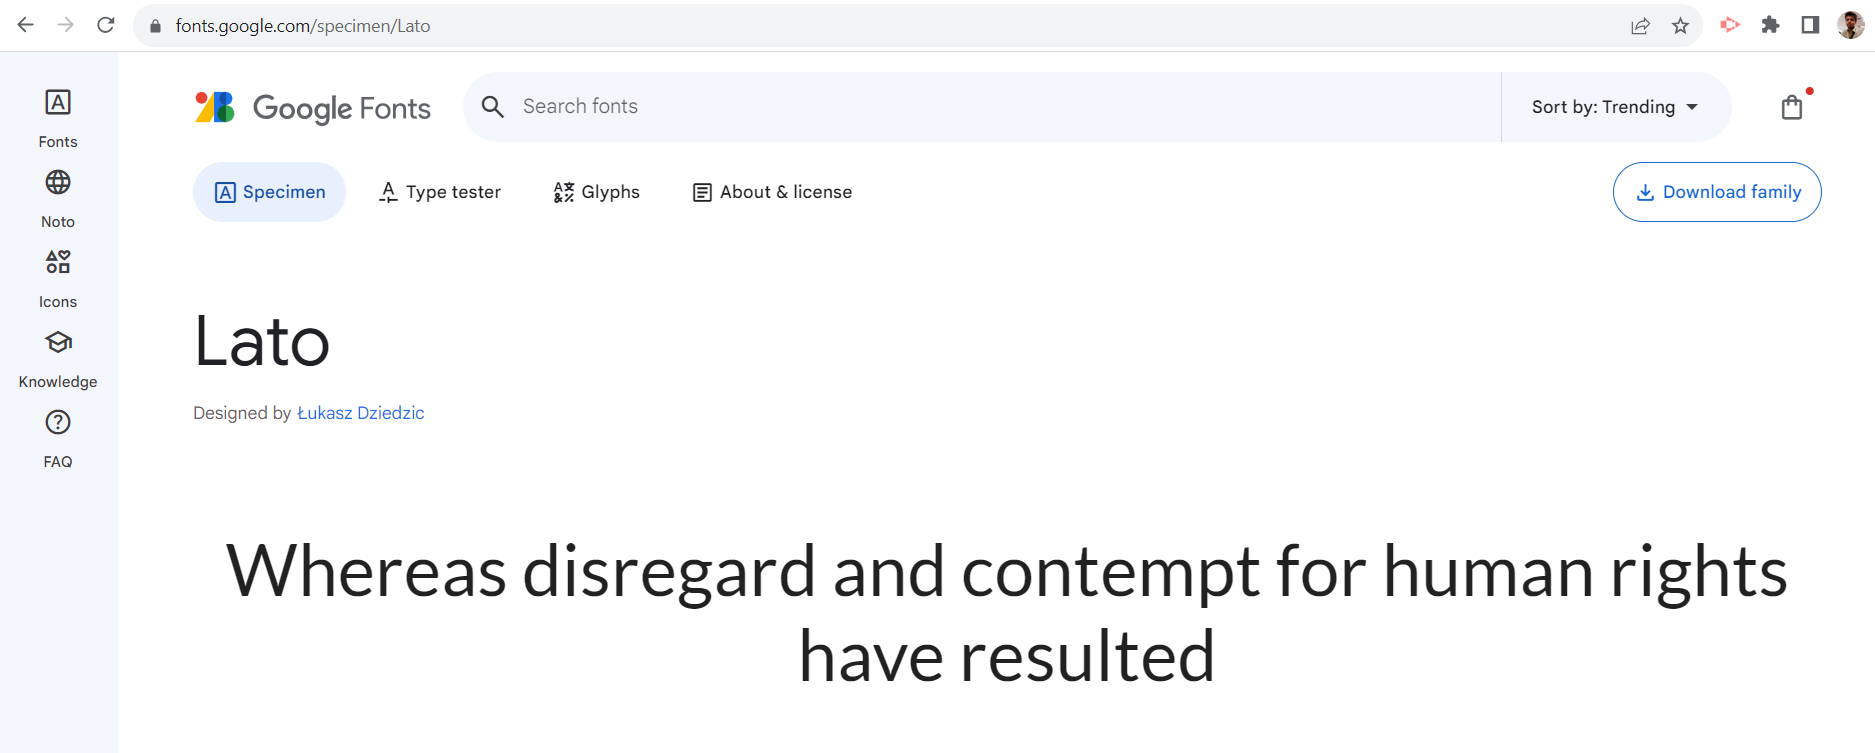 fonts.google.com/specimen/Lato
Google Fonts
Search fonts
Sort by: Trending
Fonts
Noto
Icons
Knowledge
FAQ
Specimen
Type tester
Glyphs
About & license
Download family
Lato
Designed by Łukasz Dziedzic
Whereas disregard and contempt for human rights
have resulted